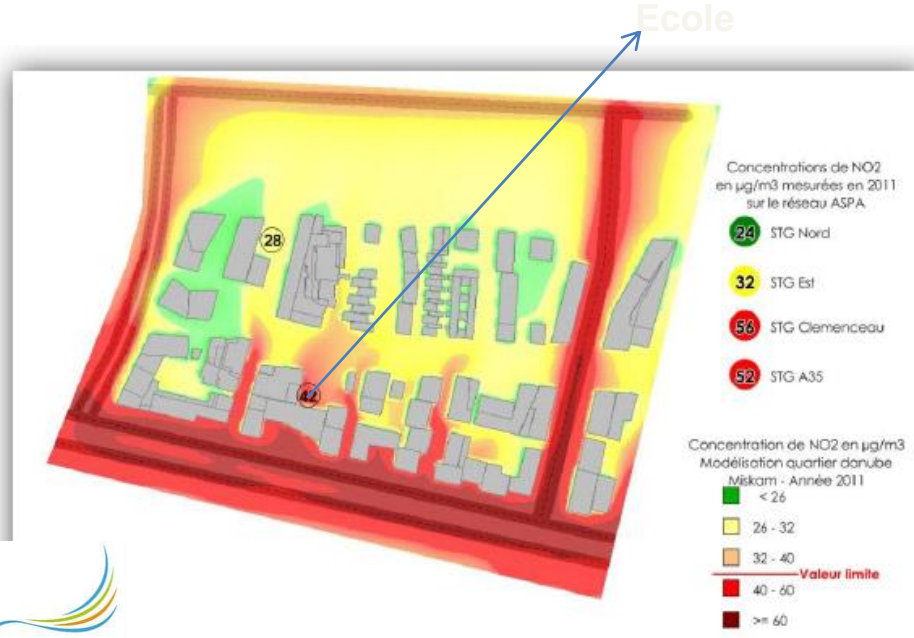 Ecole
Concentrations de NO2
en µg/m3 mesurées en 2011
sur le réseau ASPA
24 STG Nord
32 STG Est
56 STG Clemenceau
52 STG A35
28
42
Concentration de NO2 en µg/m3
Modélisation quartier danube
Miskam - Année 2011
< 26
26 - 32
32 - 40
Valeur limite
40 - 60
>= 60